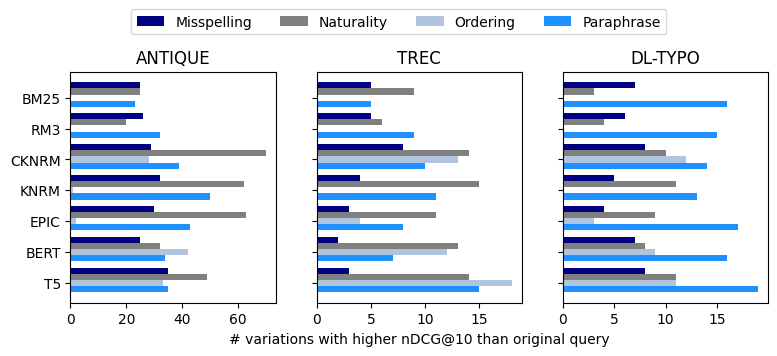 Misspelling Naturality Ordering Paraphrase
ANTIQUE TREC DL-TYPO
BM25
RM3
CKNRM
KNRM
EPIC
BERT
T5
0 20 40 60 0 5 10 15 0 5 10 15
# variations with higher nDCG@10 than original query